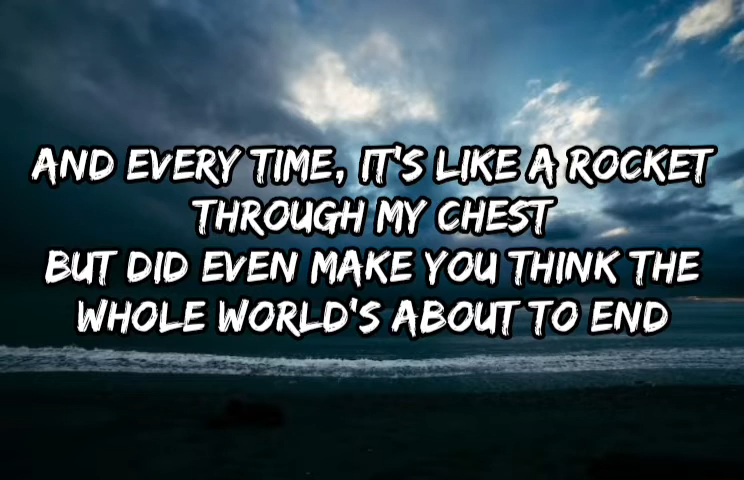 AND EVERY TIME, IT'S LIKE A ROCKET
THROUGH MY CHEST
BUT DID EVEN MAKE YOU THINK THE
WHOLE WORLD'S ABOUT TO END